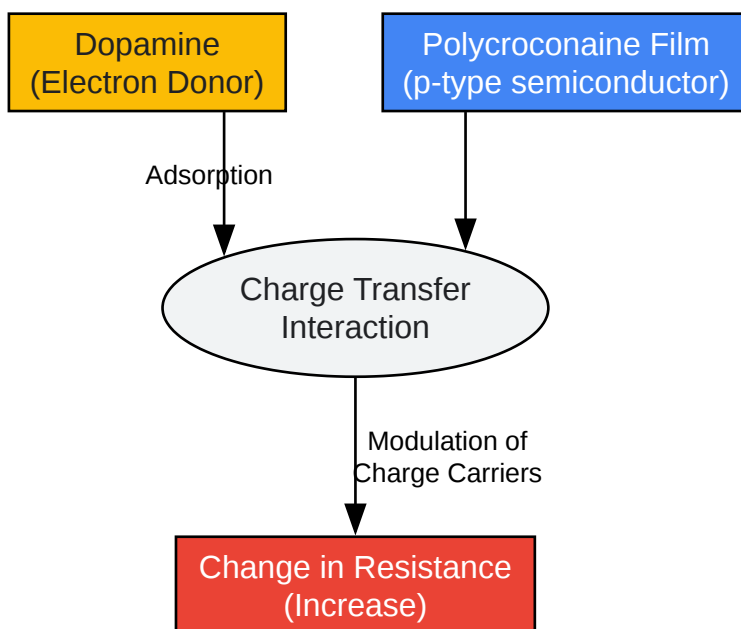 Dopamine
(Electron Donor)
Polycroconaine Film
(p-type semiconductor)
Adsorption
Charge Transfer
Interaction
Modulation of
Charge Carriers
Change in Resistance
(Increase)